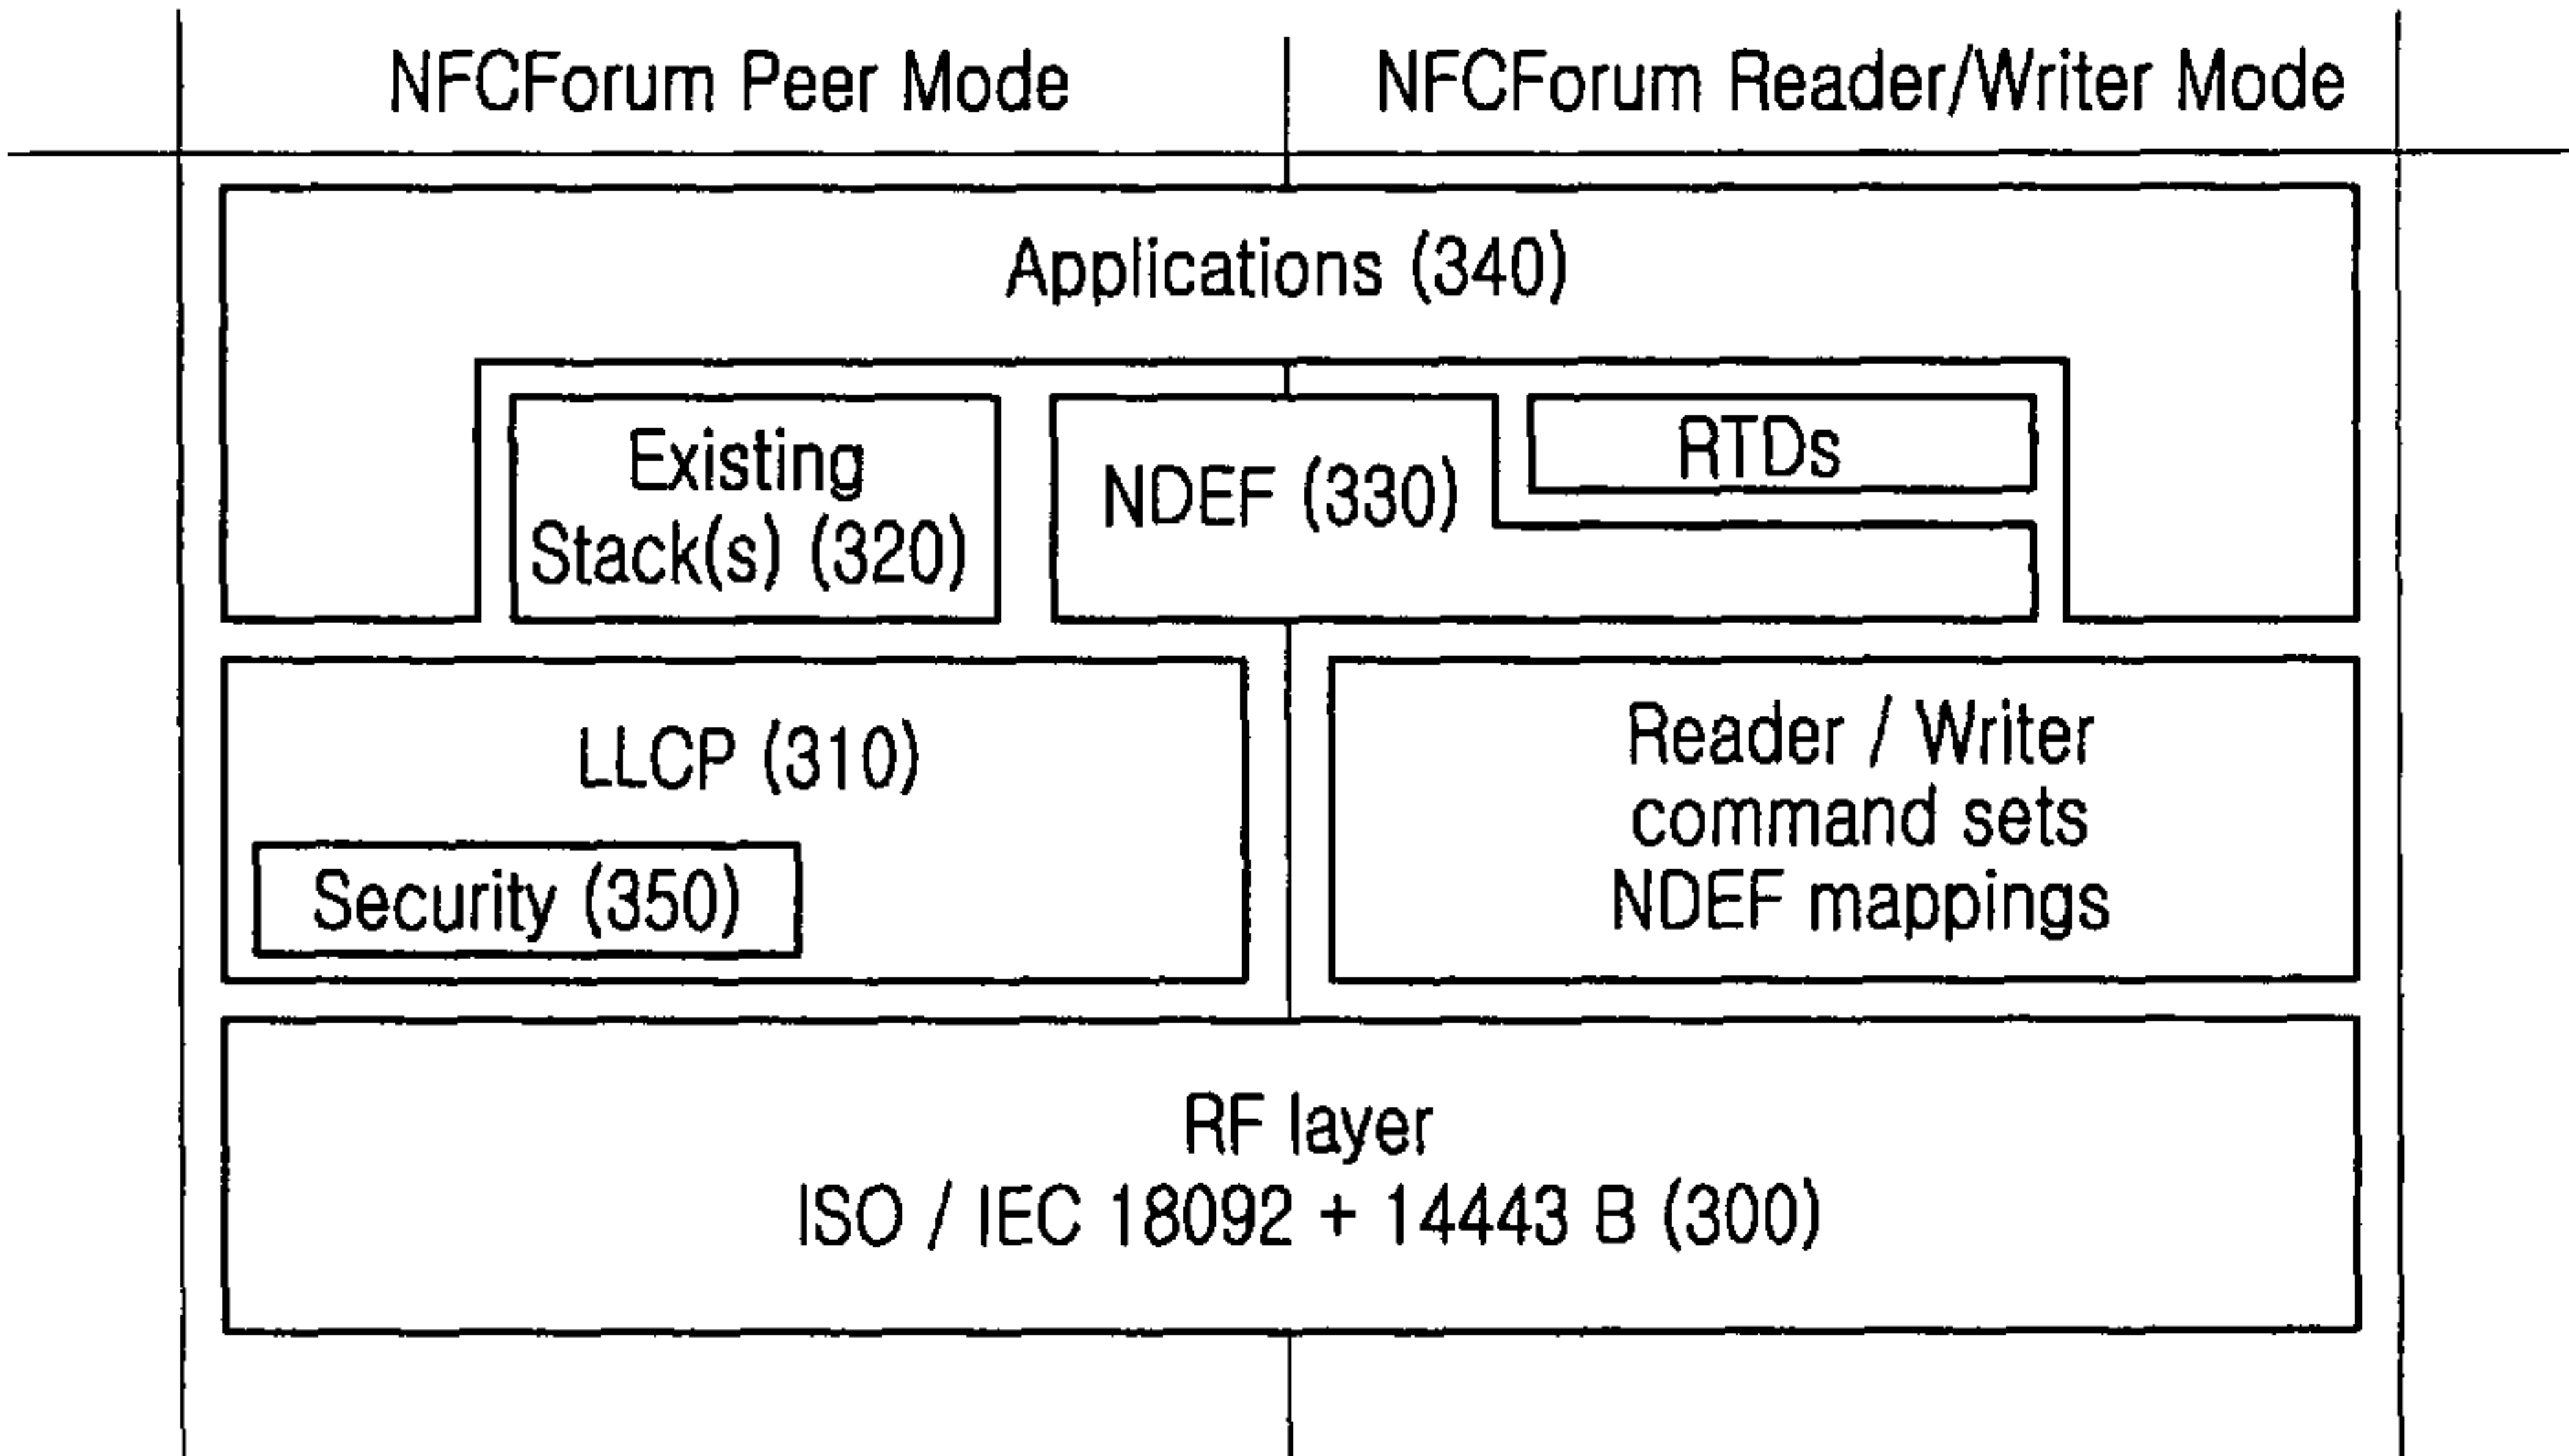 NFCForum Peer Mode
NFCForum Reader/Writer Mode
Applications (340)
Existing
Stack(s) (320)
NDEF (330)
RTDs
LLCP (310)
Security (350)
Reader / Writer
command sets
NDEF mappings
RF layer
ISO / IEC 18092 + 14443 B (300)